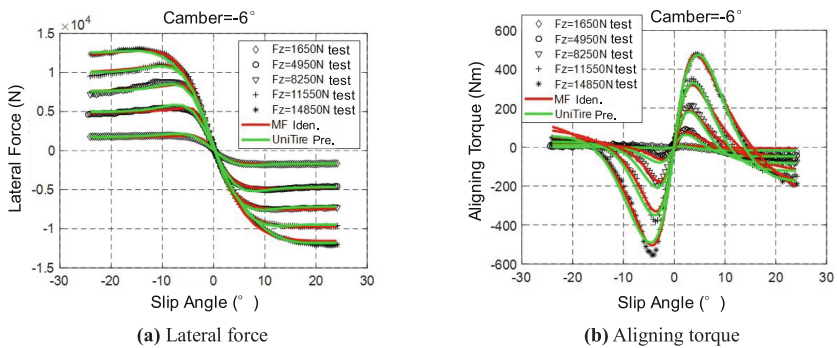 Camber=-6°
×10⁴
1.5
1.0
0.5
0
-0.5
-1
-1.5
Lateral Force (N)
-30
-20
-10
0
10
20
30
Slip Angle (°)
Fz=1650N test
Fz=4950N test
Fz=8250N test
Fz=11550N test
Fz=14850N test
MF Iden.
UniTire Pre.
(a) Lateral force
Camber=-6°
600
400
200
0
-200
-400
-600
Aligning Torque (Nm)
-30
-20
-10
0
10
20
30
Slip Angle (°)
Fz=1650N test
Fz=4950N test
Fz=8250N test
Fz=11550N test
Fz=14850N test
MF Iden.
UniTire Pre.
(b) Aligning torque